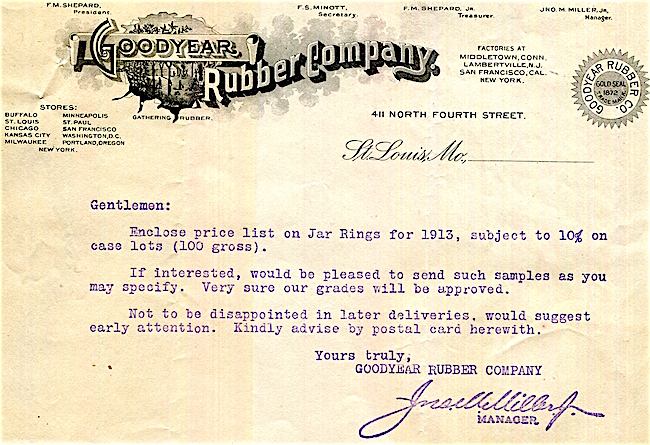 F.M. SHEPARD,
President.
F.S. MINOTT,
Secretary.
F.M. SHEPARD, JR.
Treasurer.
JNO. M. MILLER, JR.
Manager.
GOODYEAR
Rubber Company.
GATHERING RUBBER.
FACTORIES AT
MIDDLETOWN, CONN.
LAMBERTVILLE, N.J.
SAN FRANCISCO, CAL.
NEW YORK.
GOODYEAR RUBBER CO.
GOLD SEAL
1872
TRADE MARK
STORES:
BUFFALO MINNEAPOLIS
ST. LOUIS ST. PAUL
CHICAGO SAN FRANCISCO
KANSAS CITY WASHINGTON, D.C.
MILWAUKEE PORTLAND, OREGON
NEW YORK.
411 NORTH FOURTH STREET.
St. Louis, Mo.,
Gentlemen:
Enclose price list on Jar Rings for 1913, subject to 10% on
case lots (100 gross).
If interested, would be pleased to send such samples as you
may specify. Very sure our grades will be approved.
Not to be disappointed in later deliveries, would suggest
early attention. Kindly advise by postal card herewith.
Yours truly,
GOODYEAR RUBBER COMPANY
Jno M Miller Jr.
MANAGER